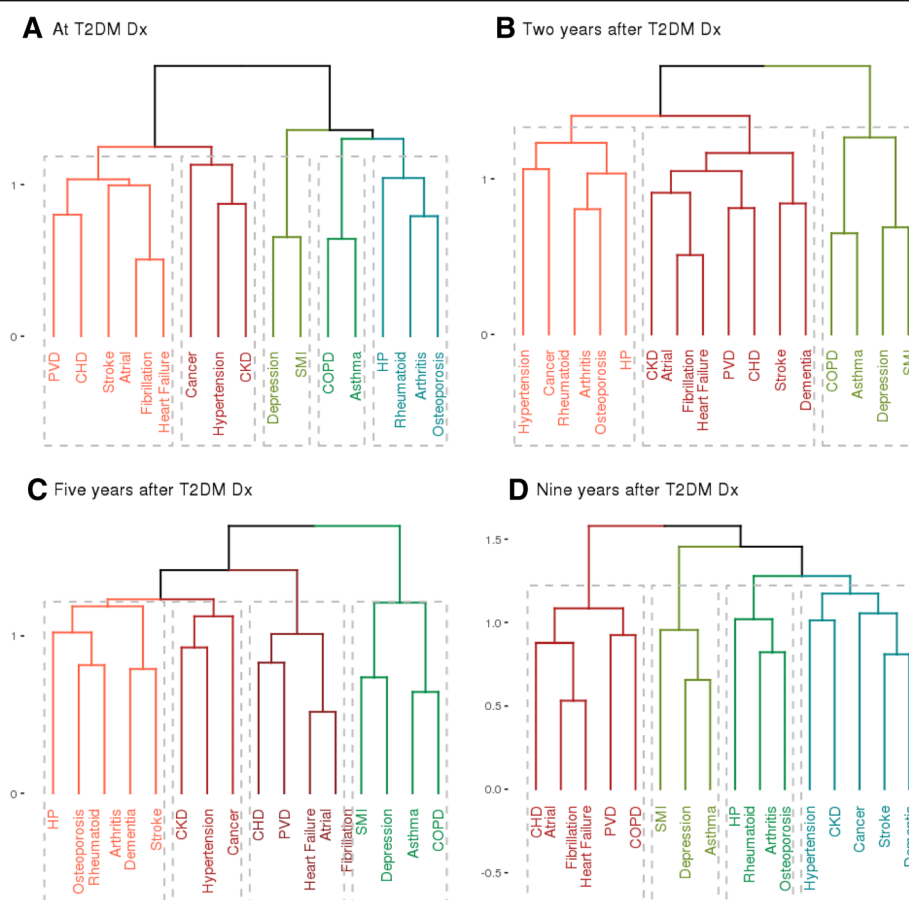 A At T2DM Dx
1
0
PVD
CHD
Stroke
Atrial
Fibrillation
Heart Failure
Cancer
Hypertension
CKD
Depression
SMI
COPD
Asthma
HP
Rheumatoid
Arthritis
Osteoporosis
B Two years after T2DM Dx
1
0
Hypertension
Cancer
Rheumatoid
Arthritis
Osteoporosis
HP
CKD
Atrial
Fibrillation
Heart Failure
PVD
CHD
Stroke
Dementia
COPD
Asthma
Depression
SMI
C Five years after T2DM Dx
1
0
HP
Osteoporosis
Rheumatoid
Arthritis
Dementia
Stroke
CKD
Hypertension
Cancer
CHD
PVD
Heart Failure
Atrial
Fibrillation
SMI
Depression
Asthma
COPD
D Nine years after T2DM Dx
1.5
1.0
0.5
0.0
-0.5
CHD
Atrial
Fibrillation
Heart Failure
PVD
COPD
SMI
Depression
Asthma
HP
Rheumatoid
Arthritis
Osteoporosis
Hypertension
CKD
Cancer
Stroke
Dementia